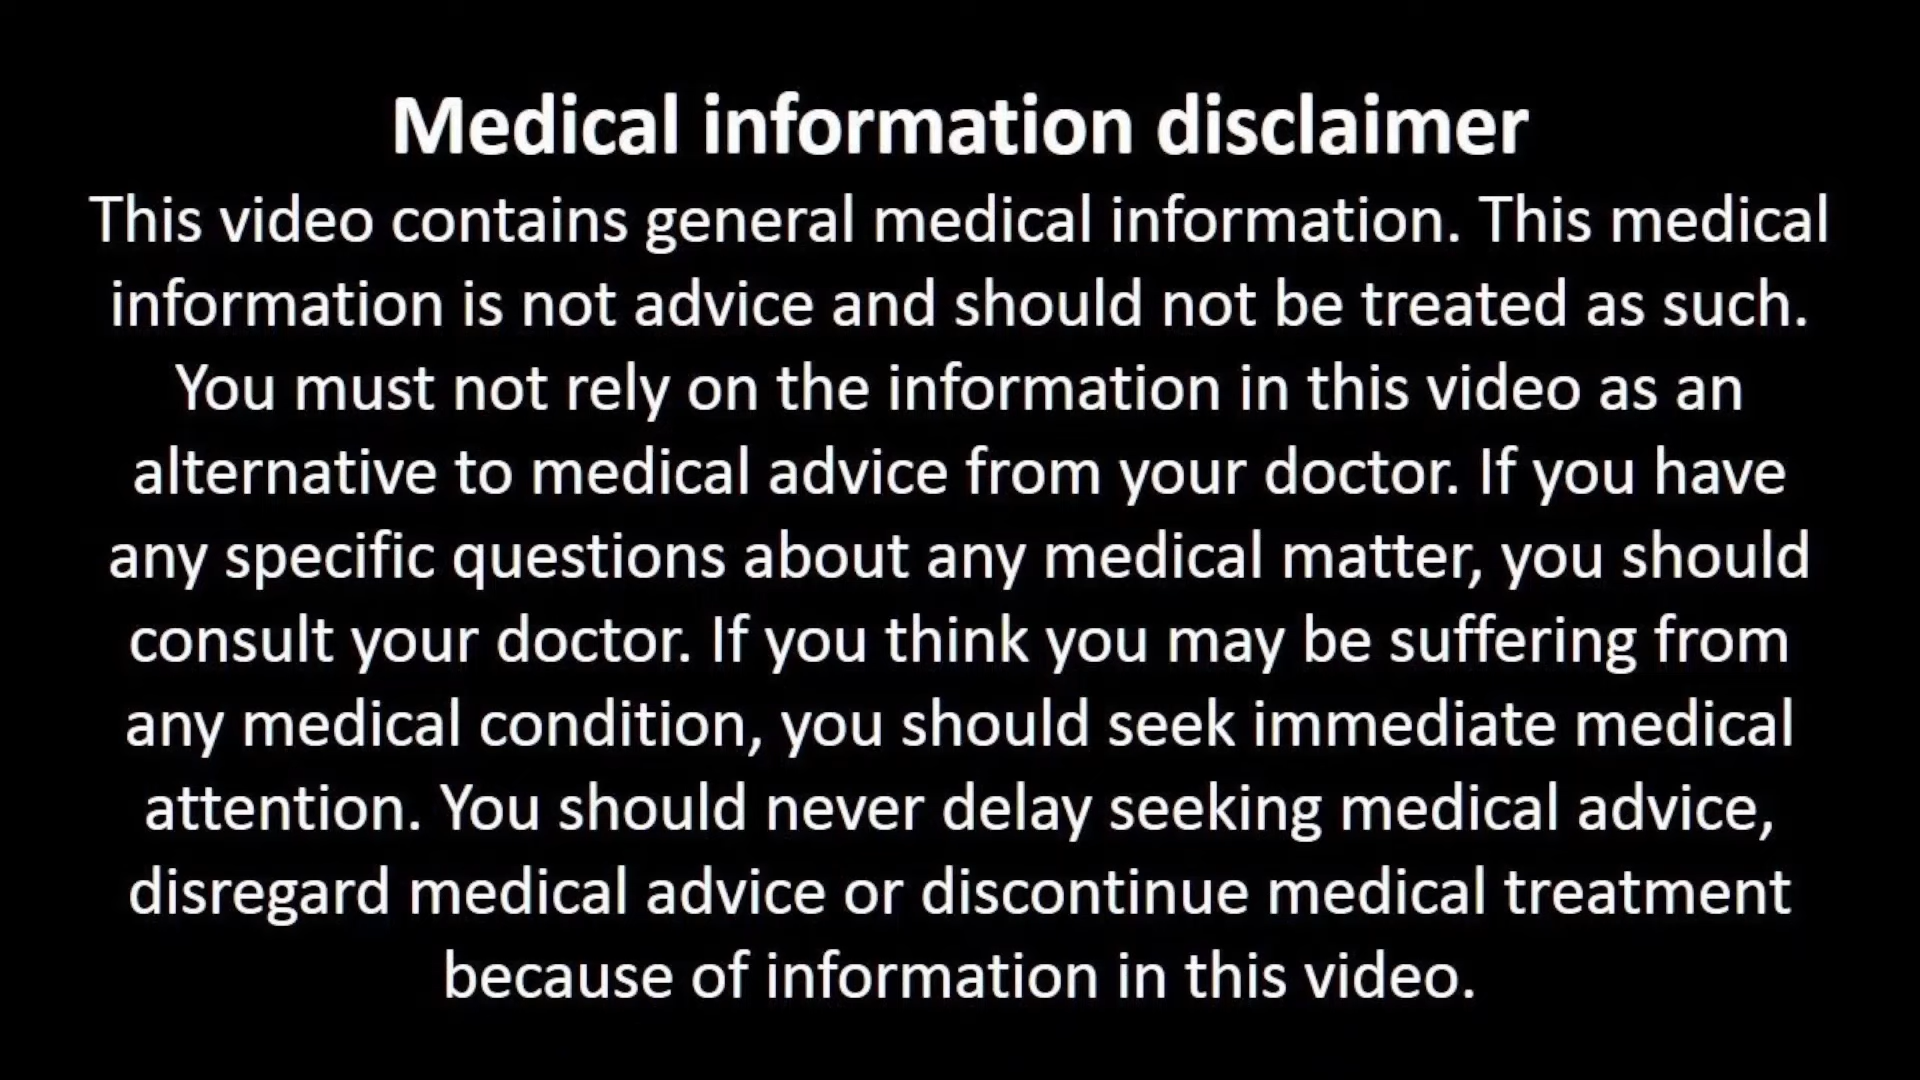 Medical information disclaimer
This video contains general medical information. This medical
information is not advice and should not be treated as such.
You must not rely on the information in this video as an
alternative to medical advice from your doctor. If you have
any specific questions about any medical matter, you should
consult your doctor. If you think you may be suffering from
any medical condition, you should seek immediate medical
attention. You should never delay seeking medical advice,
disregard medical advice or discontinue medical treatment
because of information in this video.